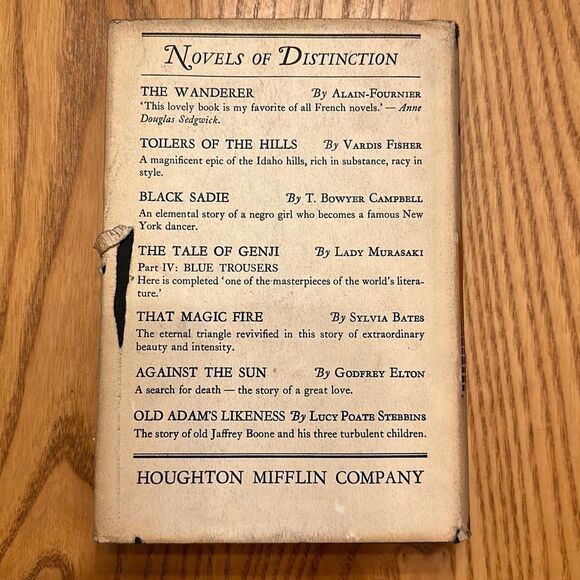 NOVELS OF DISTINCTION
THE WANDERER By ALAIN-FOURNIER
'This lovely book is my favorite of all French novels.' — Anne
Douglas Sedgwick.
TOILERS OF THE HILLS By VARDIS FISHER
A magnificent epic of the Idaho hills, rich in substance, racy in
style.
BLACK SADIE By T. BOWYER CAMPBELL
An elemental story of a negro girl who becomes a famous New
York dancer.
THE TALE OF GENJI By LADY MURASAKI
Part IV: BLUE TROUSERS
Here is completed 'one of the masterpieces of the world's litera-
ture.'
THAT MAGIC FIRE By SYLVIA BATES
The eternal triangle revivified in this story of extraordinary
beauty and intensity.
AGAINST THE SUN By GODFREY ELTON
A search for death — the story of a great love.
OLD ADAM'S LIKENESS By LUCY POATE STEBBINS
The story of old Jaffrey Boone and his three turbulent children.
HOUGHTON MIFFLIN COMPANY